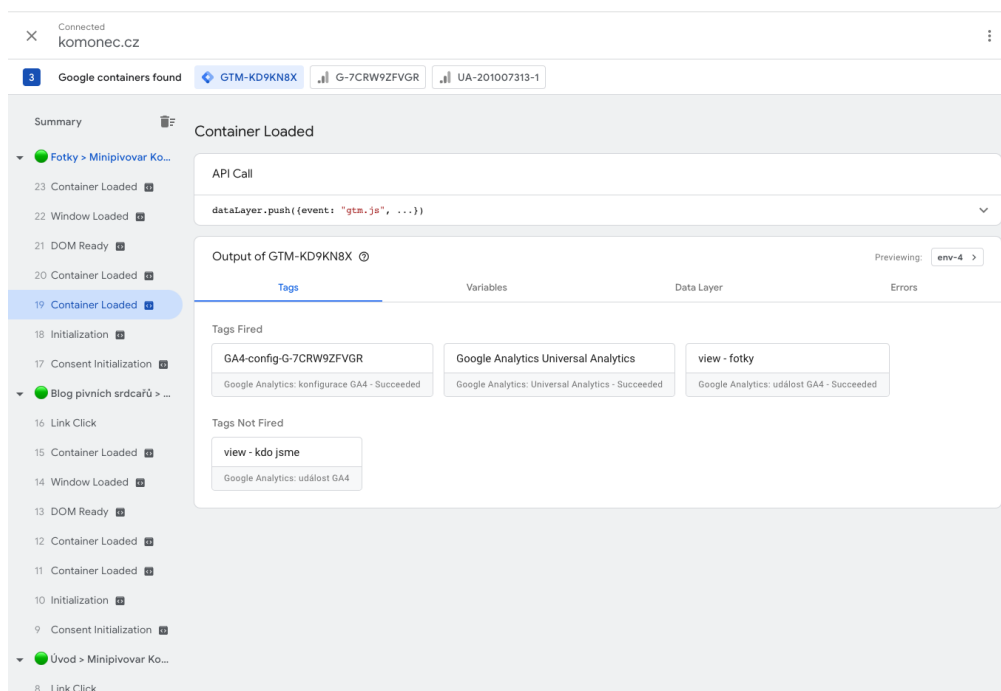 Connected
komonec.cz
3 Google containers found GTM-KD9KN8X G-7CRW9ZFVGR UA-201007313-1
Summary
Fotky > Minipivovar Ko...
23 Container Loaded
22 Window Loaded
21 DOM Ready
20 Container Loaded
19 Container Loaded
18 Initialization
17 Consent Initialization
Blog pivních srdcařů > ...
16 Link Click
15 Container Loaded
14 Window Loaded
13 DOM Ready
12 Container Loaded
11 Container Loaded
10 Initialization
9 Consent Initialization
Úvod > Minipivovar Ko...
8 Link Click
Container Loaded
API Call
dataLayer.push({event: "gtm.js", ...})
Output of GTM-KD9KN8X
Previewing: env-4 >
Tags Variables Data Layer Errors
Tags Fired
GA4-config-G-7CRW9ZFVGR
Google Analytics: konfigurace GA4 - Succeeded
Google Analytics Universal Analytics
Google Analytics: Universal Analytics - Succeeded
view - fotky
Google Analytics: událost GA4 - Succeeded
Tags Not Fired
view - kdo jsme
Google Analytics: událost GA4